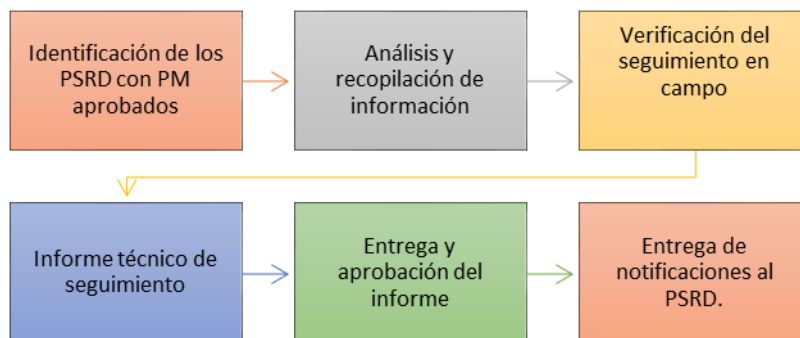 Identificación de los
PSRD con PM
aprobados
Análisis y
recopilación de
información
Verificación del
seguimiento en
campo
Informe técnico de
seguimiento
Entrega y
aprobación del
informe
Entrega de
notificaciones al
PSRD.